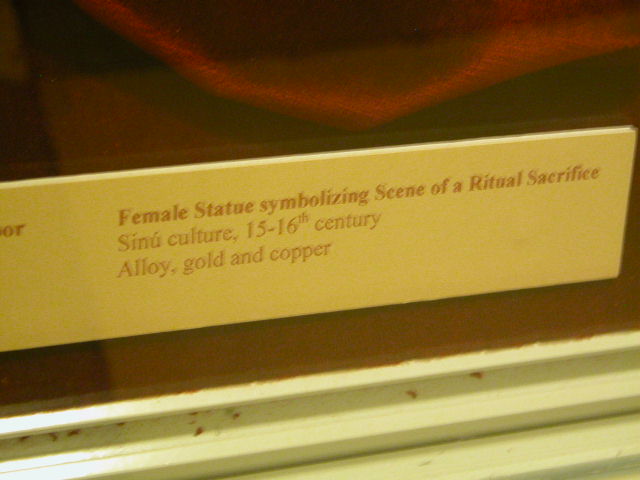 Female Statue symbolizing Scene of a Ritual Sacrifice
Sinú culture, 15-16th century
Alloy, gold and copper